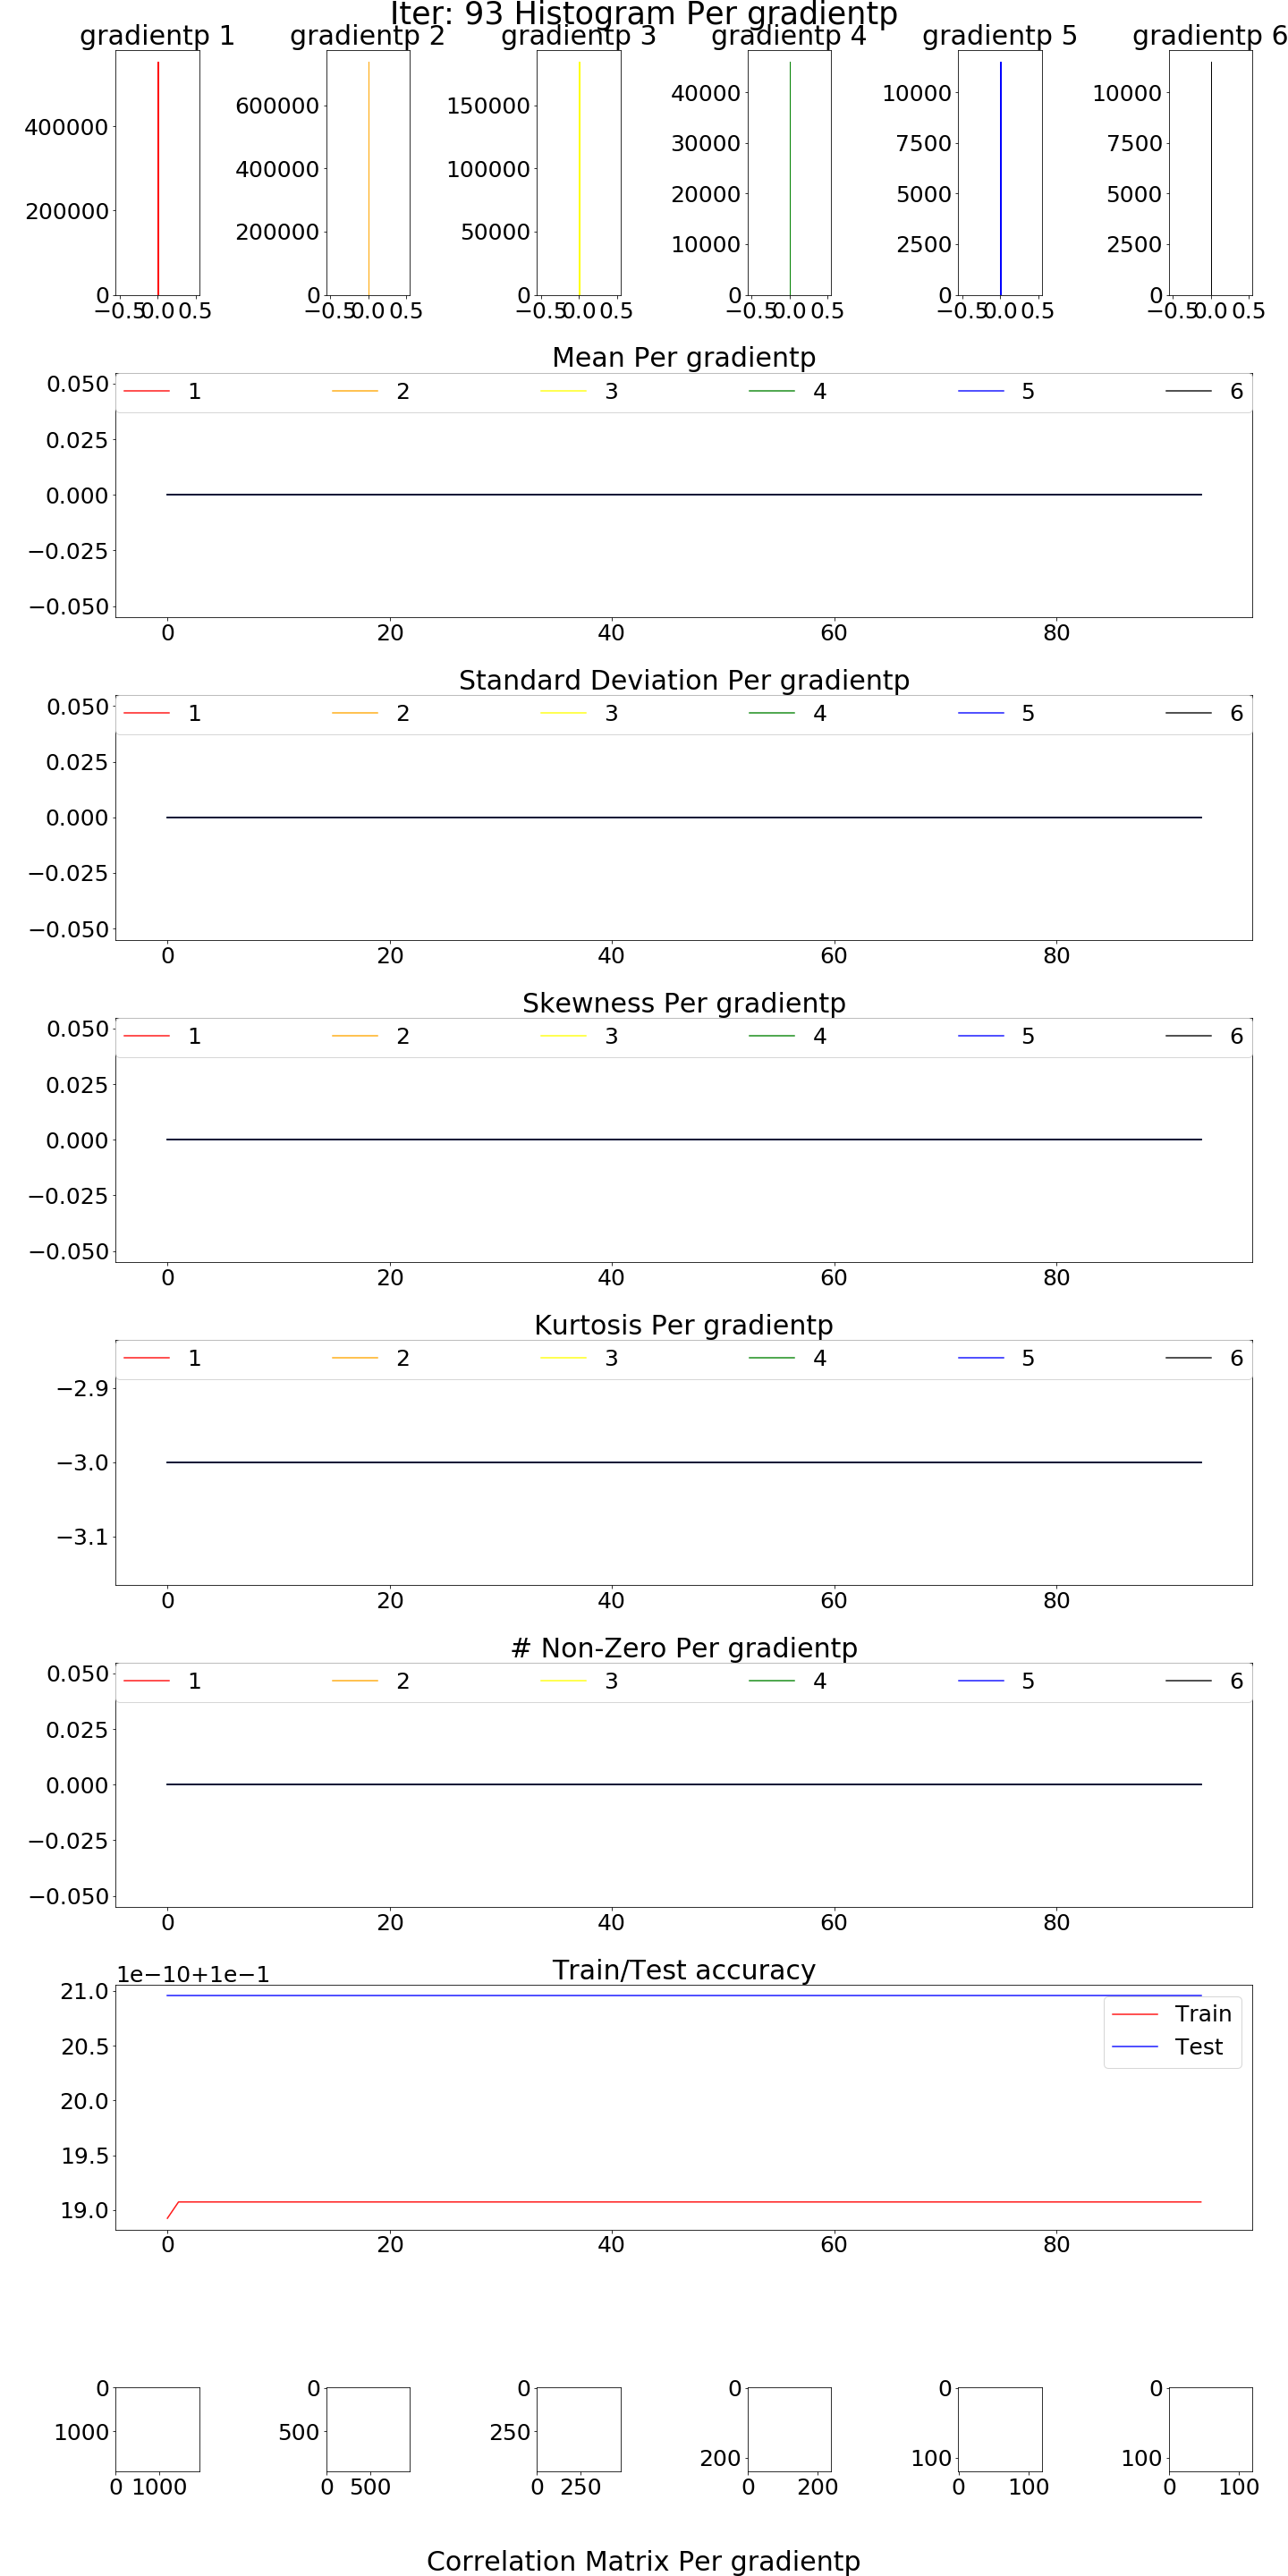 Iter: 93 Histogram Per gradientp
gradientp 1 gradientp 2 gradientp 3 gradientp 4 gradientp 5 gradientp 6
400000 600000 150000 40000 10000 10000
30000 7500 7500
400000 100000
200000 20000 5000 5000
200000 50000 10000 2500 2500
0 0 0 0 0 0
−0.5 0.0 0.5 −0.5 0.0 0.5 −0.5 0.0 0.5 −0.5 0.0 0.5 −0.5 0.0 0.5 −0.5 0.0 0.5
Mean Per gradientp
0.050 1 2 3 4 5 6
0.025
0.000
−0.025
−0.050
0 20 40 60 80
Standard Deviation Per gradientp
0.050 1 2 3 4 5 6
0.025
0.000
−0.025
−0.050
0 20 40 60 80
Skewness Per gradientp
0.050 1 2 3 4 5 6
0.025
0.000
−0.025
−0.050
0 20 40 60 80
Kurtosis Per gradientp
1 2 3 4 5 6
−2.9
−3.0
−3.1
0 20 40 60 80
# Non-Zero Per gradientp
0.050 1 2 3 4 5 6
0.025
0.000
−0.025
−0.050
0 20 40 60 80
Train/Test accuracy
1e−10+1e−1
21.0
Train
20.5 Test
20.0
19.5
19.0
0 20 40 60 80
0 0 0 0 0 0
1000 500 250 200 100 100
0 1000 0 500 0 250 0 200 0 100 0 100
Correlation Matrix Per gradientp